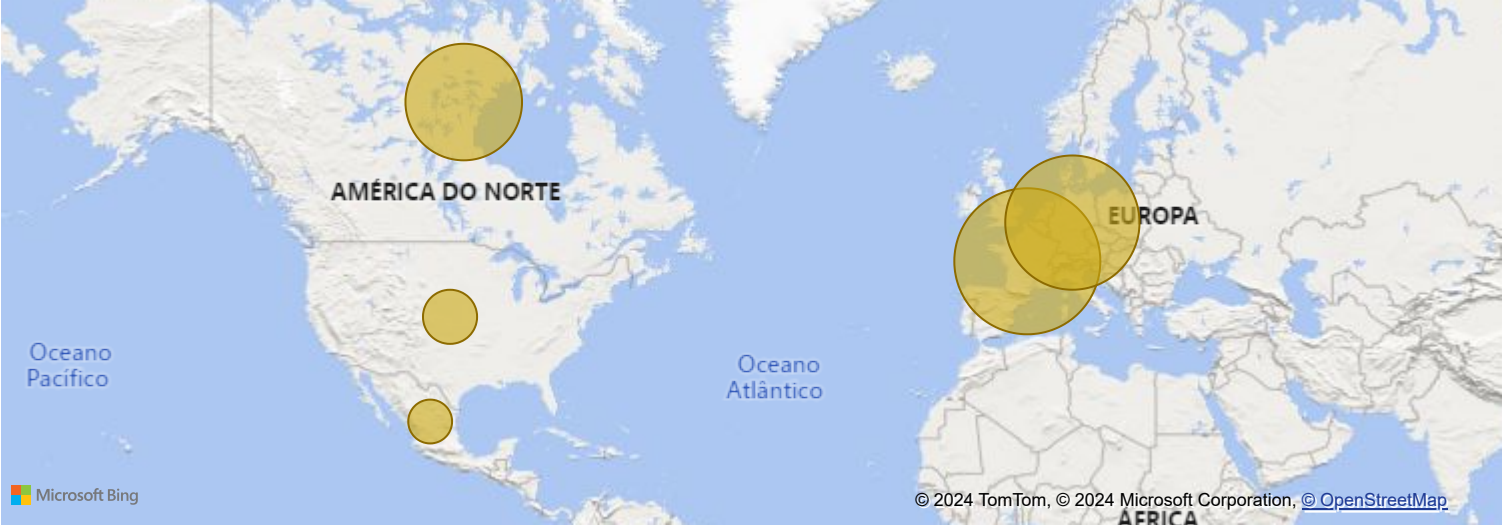 AMÉRICA DO NORTE
EUROPA
Oceano
Pacífico
Oceano
Atlântico
Microsoft Bing
© 2024 TomTom, © 2024 Microsoft Corporation, © OpenStreetMap
ÁFRICA